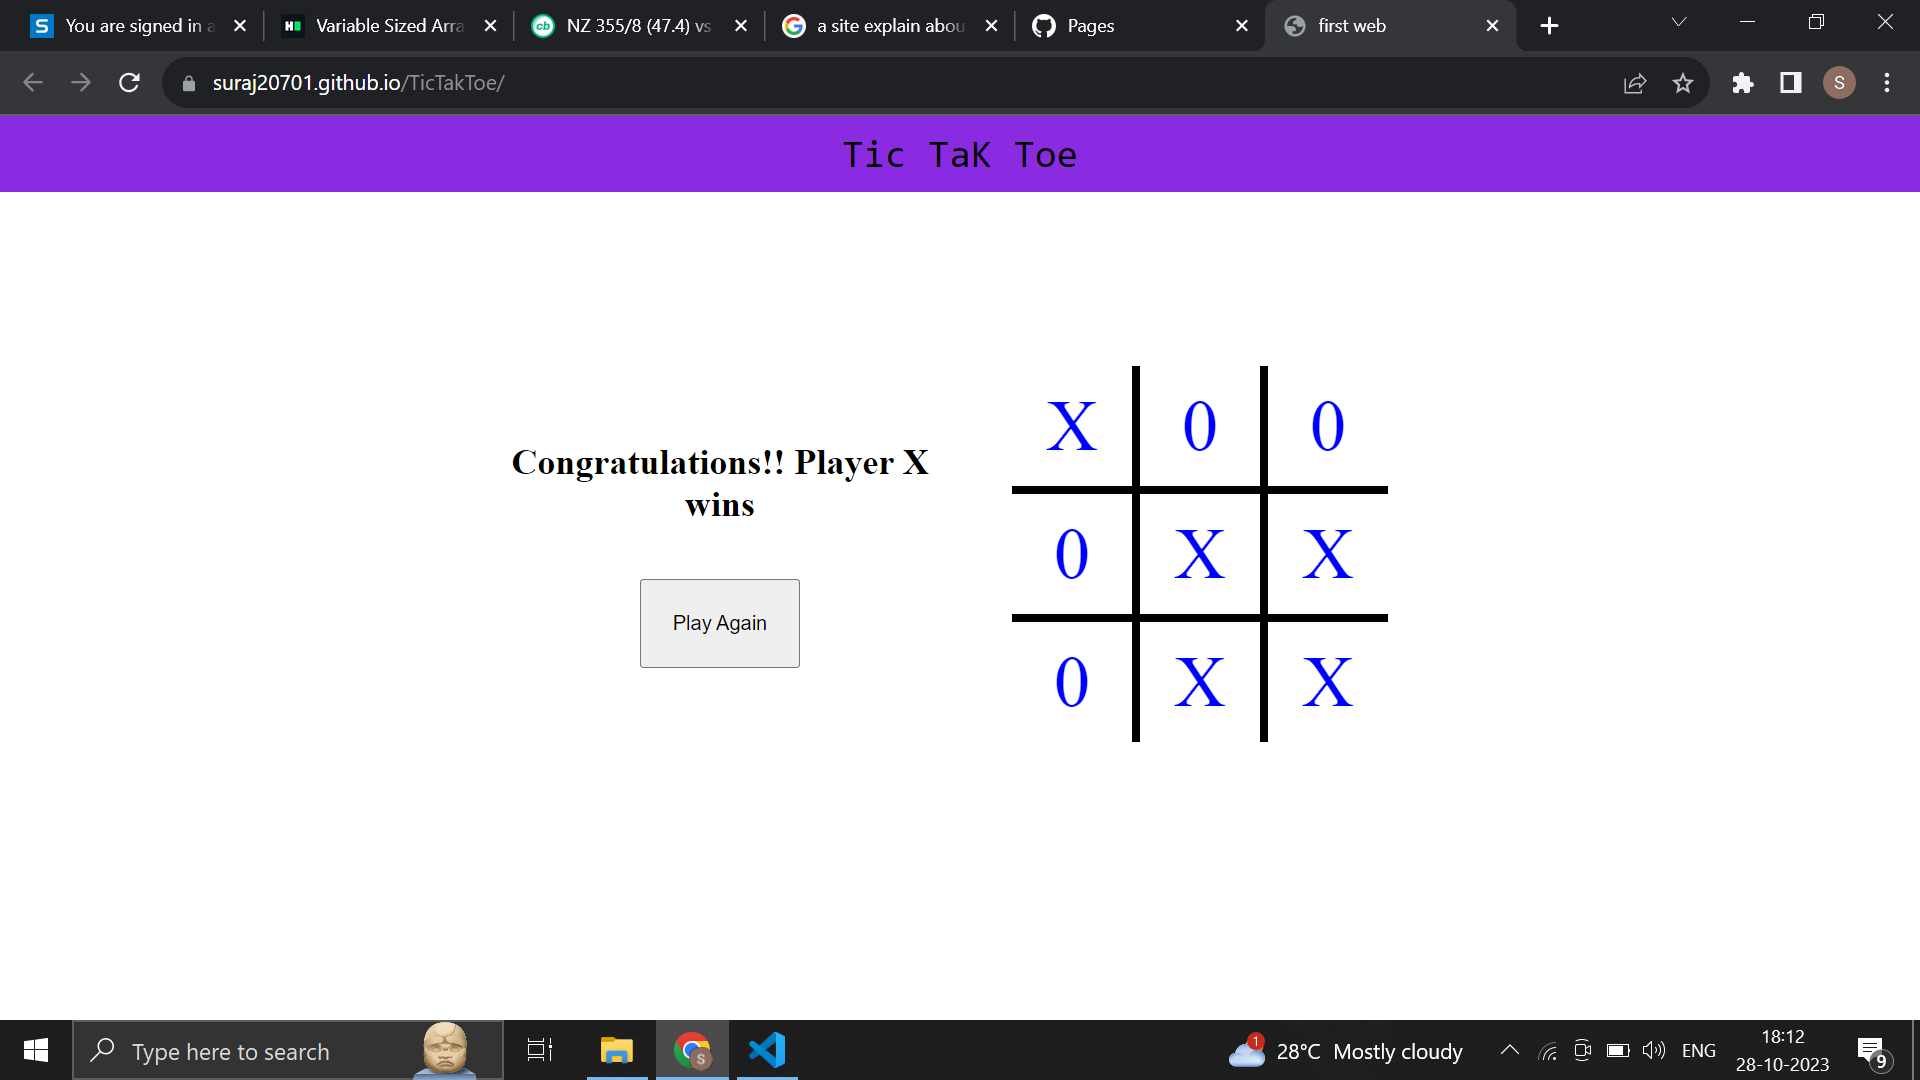 You are signed in a
Variable Sized Arra
NZ 355/8 (47.4) vs
a site explain abou
Pages
first web
suraj20701.github.io/TicTakToe/
S
Tic TaK Toe
Congratulations!! Player X
wins
Play Again
X 0 0
0 X X
0 X X
Type here to search
1
28°C Mostly cloudy
ENG
18:12
28-10-2023
9